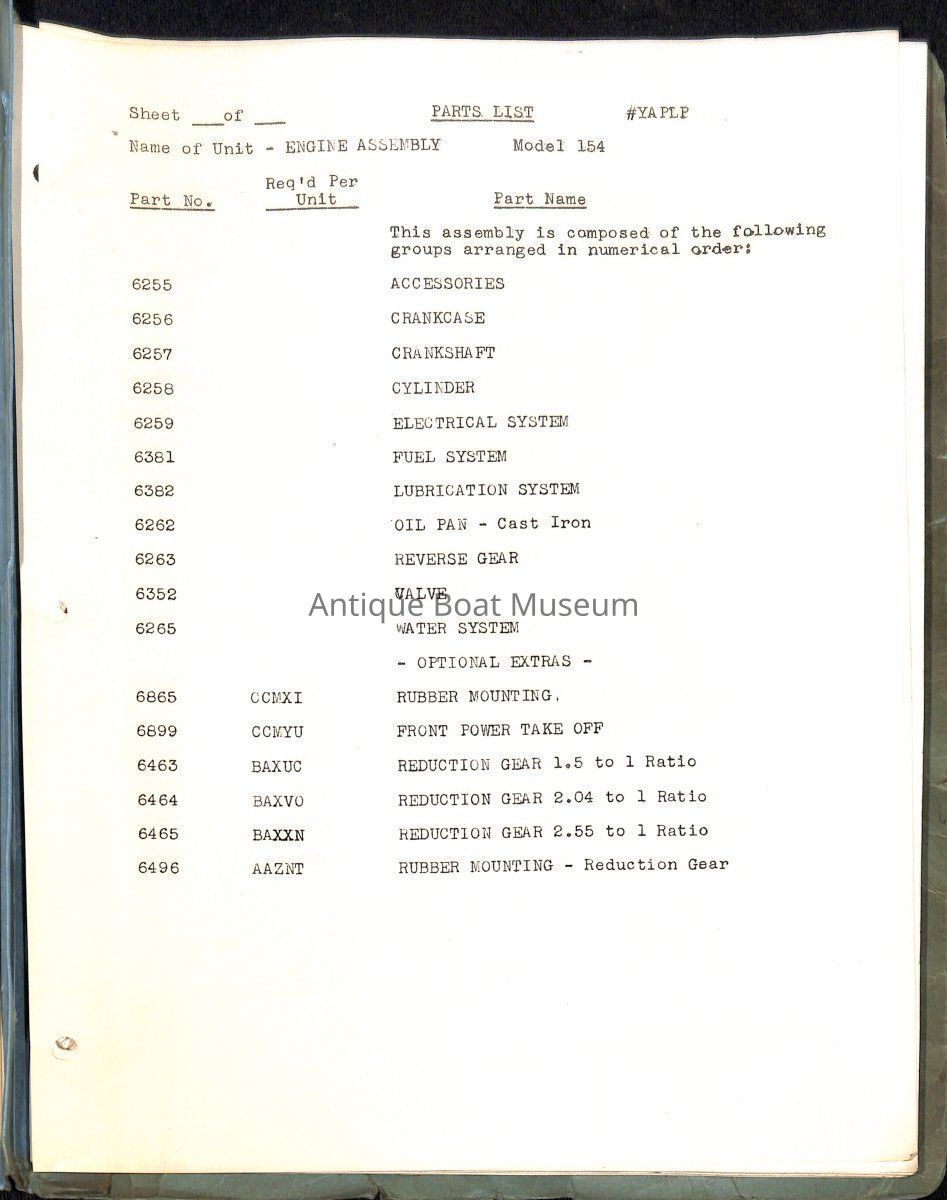 Sheet ___of ___ PARTS LIST #YAPLP
Name of Unit - ENGINE ASSEMBLY Model 154
Req'd Per
Part No. Unit Part Name
This assembly is composed of the following
groups arranged in numerical order:
6255 ACCESSORIES
6256 CRANKCASE
6257 CRANKSHAFT
6258 CYLINDER
6259 ELECTRICAL SYSTEM
6381 FUEL SYSTEM
6382 LUBRICATION SYSTEM
6262 OIL PAN - Cast Iron
6263 REVERSE GEAR
6352 VALVE
Antique Boat Museum
6265 WATER SYSTEM
- OPTIONAL EXTRAS -
6865 CCMXI RUBBER MOUNTING.
6899 CCMYU FRONT POWER TAKE OFF
6463 BAXUC REDUCTION GEAR 1.5 to 1 Ratio
6464 BAXVO REDUCTION GEAR 2.04 to 1 Ratio
6465 BAXXN REDUCTION GEAR 2.55 to 1 Ratio
6496 AAZNT RUBBER MOUNTING - Reduction Gear